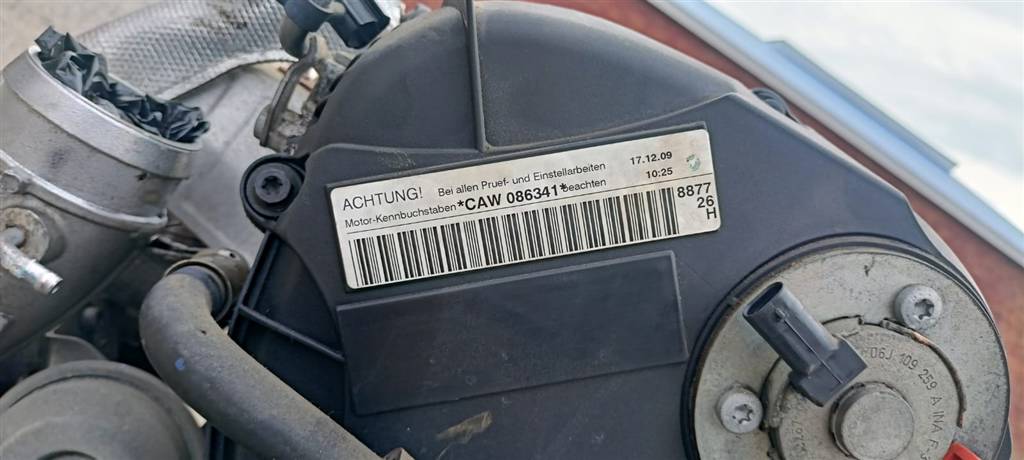 ACHTUNG! Bei allen Pruef- und Einstellarbeiten 17.12.09
Motor-Kennbuchstaben *CAW 086341* beachten 10:25
8877
26
H
06J 109 259 A INA